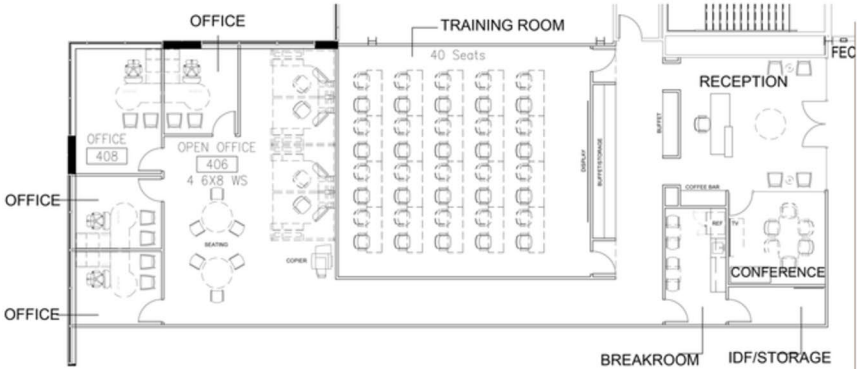 OFFICE
TRAINING ROOM
40 Seats
FEC
RECEPTION
OFFICE
408
OPEN OFFICE
406
4 6X8 WS
BUFFET
DISPLAY
BUFFET/STORAGE
COFFEE BAR
OFFICE
SEATING
REF
TV
COPIER
CONFERENCE
OFFICE
BREAKROOM
IDF/STORAGE